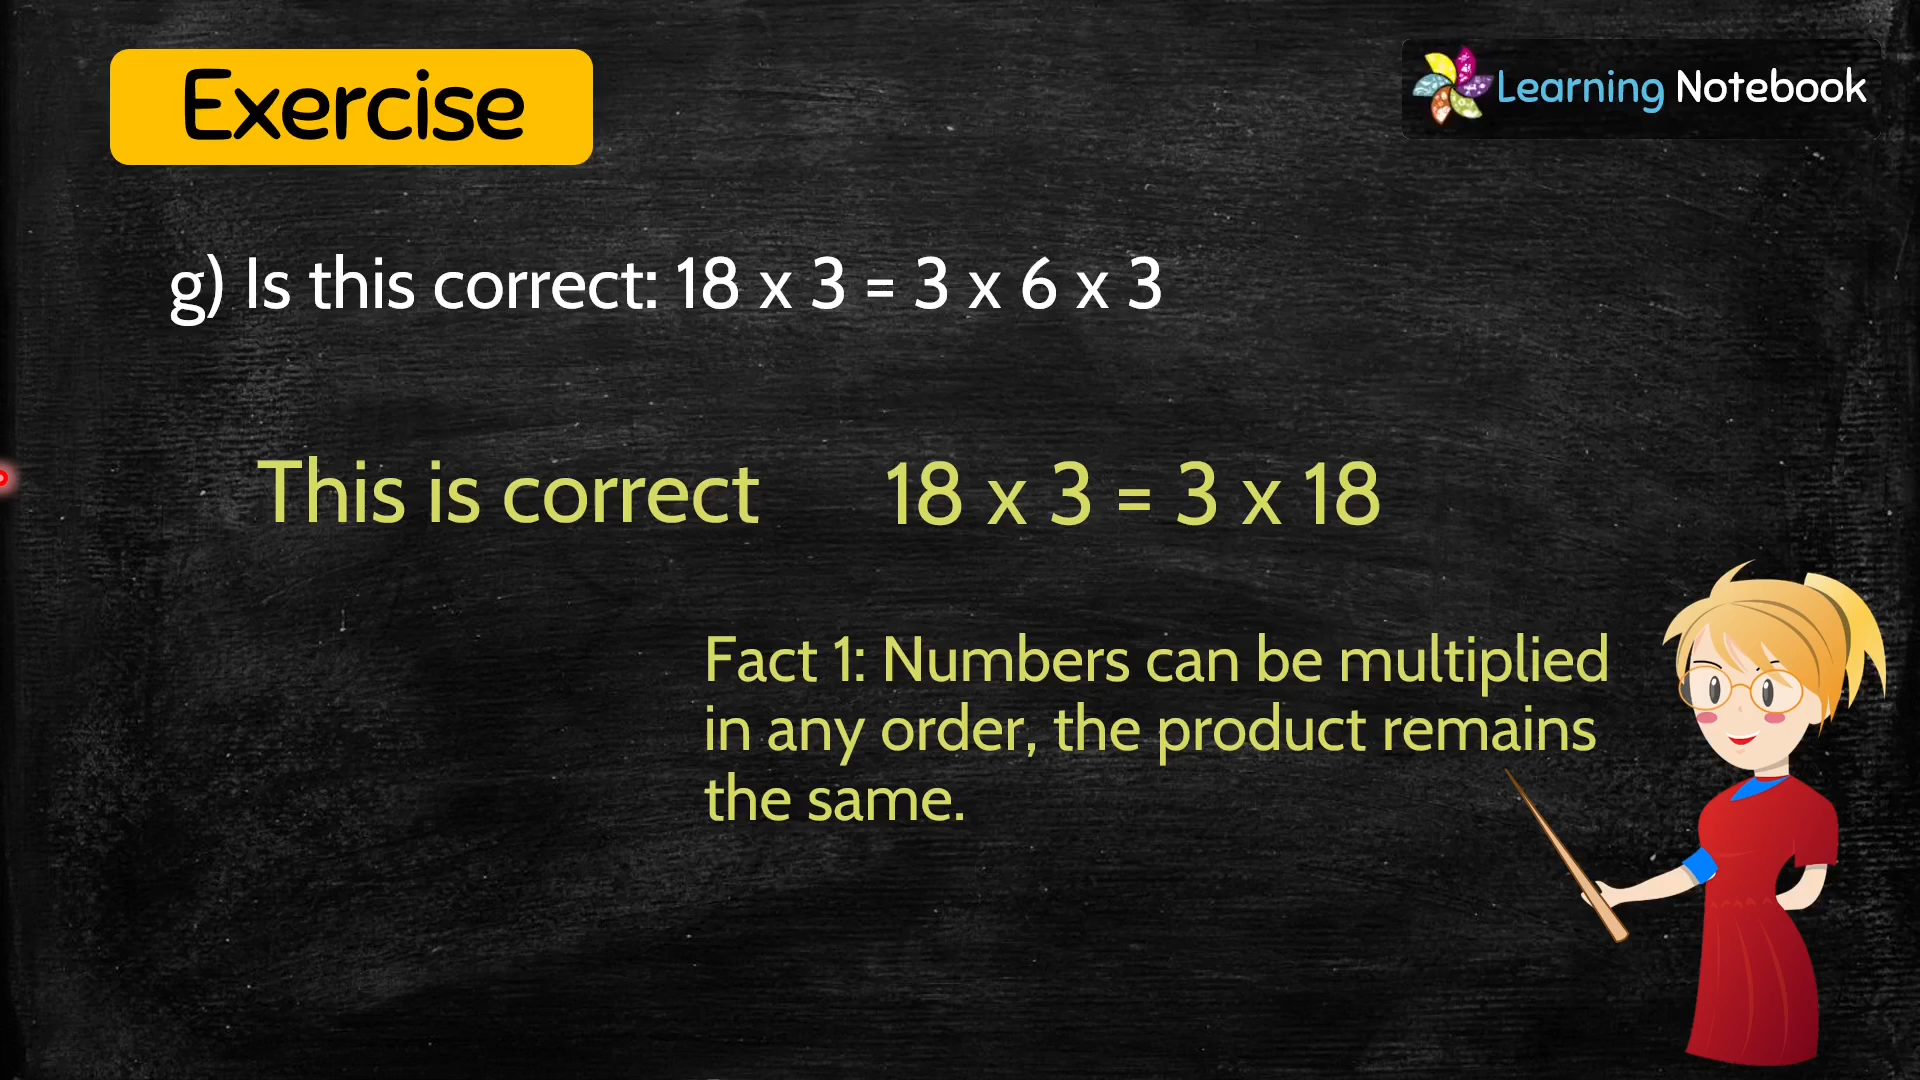 Exercise
Learning Notebook
g) Is this correct: 18 x 3 = 3 x 6 x 3
This is correct 18 x 3 = 3 x 18
Fact 1: Numbers can be multiplied
in any order, the product remains
the same.